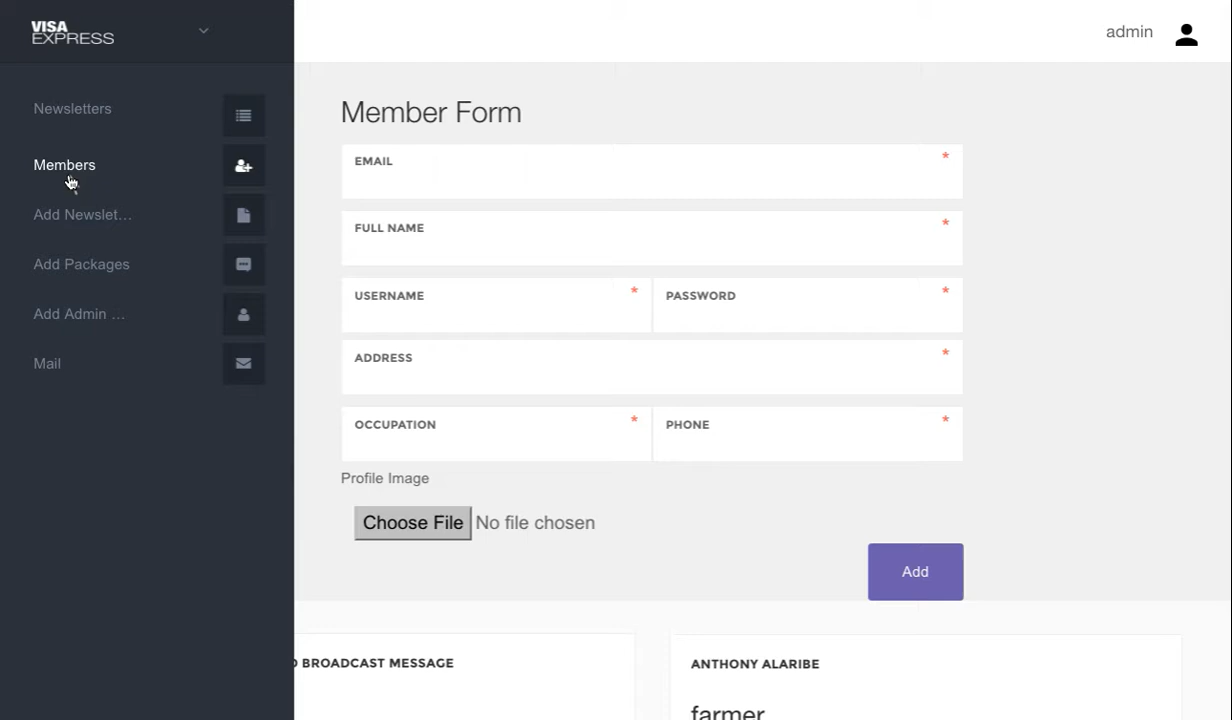 VISA
EXPRESS
admin
Newsletters
Members
Add Newslet...
Add Packages
Add Admin ...
Mail
Member Form
EMAIL *
FULL NAME *
USERNAME * PASSWORD *
ADDRESS *
OCCUPATION * PHONE *
Profile Image
Choose File No file chosen
Add
BROADCAST MESSAGE
ANTHONY ALARIBE
farmer